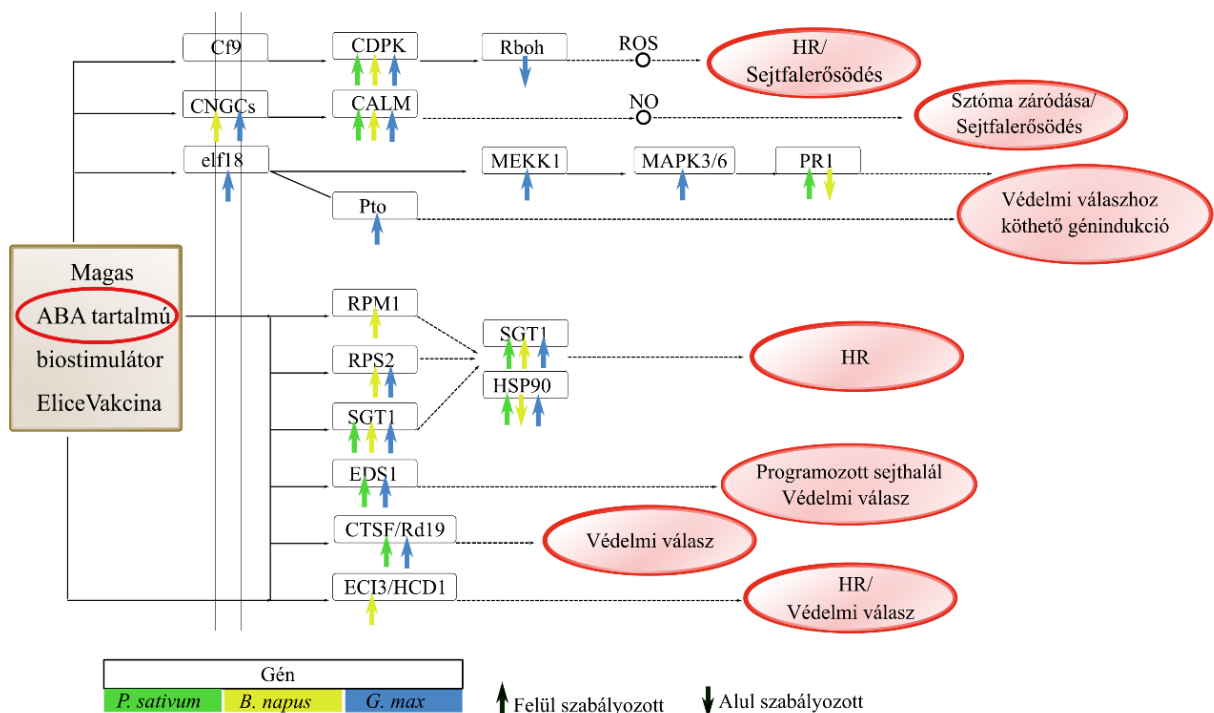 Cf9
CDPK
Rboh
ROS
HR/
Sejtfalerősödés
CNGCs
CALM
NO
Sztóma záródása/
Sejtfalerősödés
elf18
MEKK1
MAPK3/6
PR1
Pto
Védelmi válaszhoz
köthető génindukció
Magas
ABA tartalmú
biostimulátor
EliceVakcina
RPM1
RPS2
SGT1
SGT1
HSP90
HR
EDS1
Programozott sejthalál
Védelmi válasz
CTSF/Rd19
Védelmi válasz
ECI3/HCD1
HR/
Védelmi válasz
Gén
P. sativum B. napus G. max
Felül szabályozott
Alul szabályozott